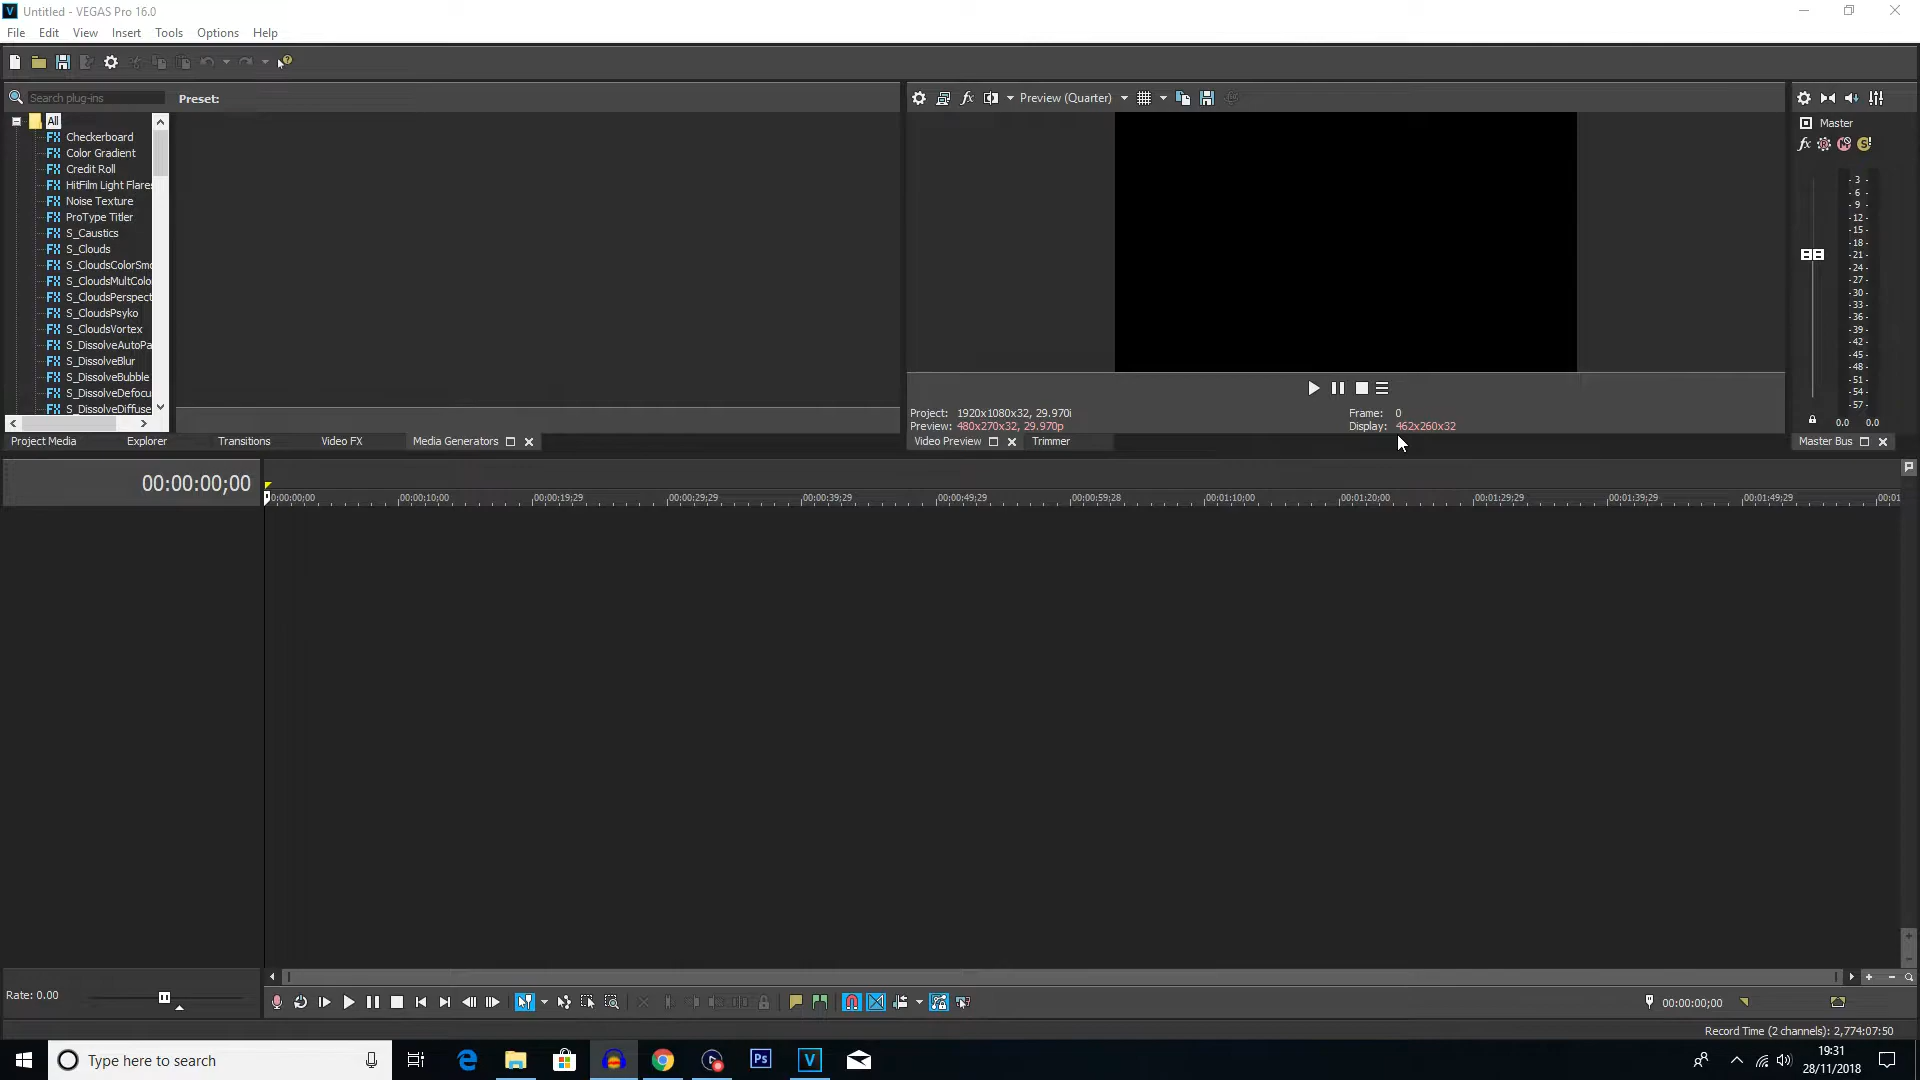 Untitled - VEGAS Pro 16.0
File Edit View Insert Tools Options Help
Search plug-ins
Preset:
All
Checkerboard
Color Gradient
Credit Roll
HitFilm Light Flares
Noise Texture
ProType Titler
S_Caustics
S_Clouds
S_CloudsColorSmo
S_CloudsMultColo
S_CloudsPerspect
S_CloudsPsyko
S_CloudsVortex
S_DissolveAutoPa
S_DissolveBlur
S_DissolveBubble
S_DissolveDefocu
S_DissolveDiffuse
Project Media Explorer Transitions Video FX Media Generators
Preview (Quarter)
Project: 1920x1080x32, 29.970i
Preview: 480x270x32, 29.970p
Frame: 0
Display: 462x260x32
Video Preview Trimmer
Master
-3-
-6-
-9-
-12-
-15-
-18-
-21-
-24-
-27-
-30-
-33-
-36-
-39-
-42-
-45-
-48-
-51-
-54-
-57-
0.0 0.0
Master Bus
00:00:00;00
00:00:00;00 00:00:10;00 00:00:19;29 00:00:29;29 00:00:39;29 00:00:49;29 00:00:59;28 00:01:10;00 00:01:20;00 00:01:29;29 00:01:39;29 00:01:49;29 00:01
Rate: 0.00
00:00:00;00
Record Time (2 channels): 2,774:07:50
Type here to search
Ps
V
19:31
28/11/2018